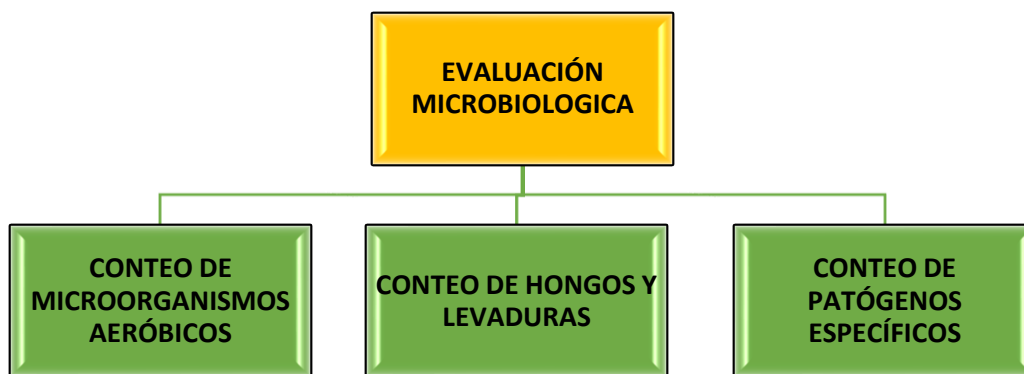 EVALUACIÓN
MICROBIOLOGICA
CONTEO DE
MICROORGANISMOS
AERÓBICOS
CONTEO DE HONGOS Y
LEVADURAS
CONTEO DE
PATÓGENOS
ESPECÍFICOS